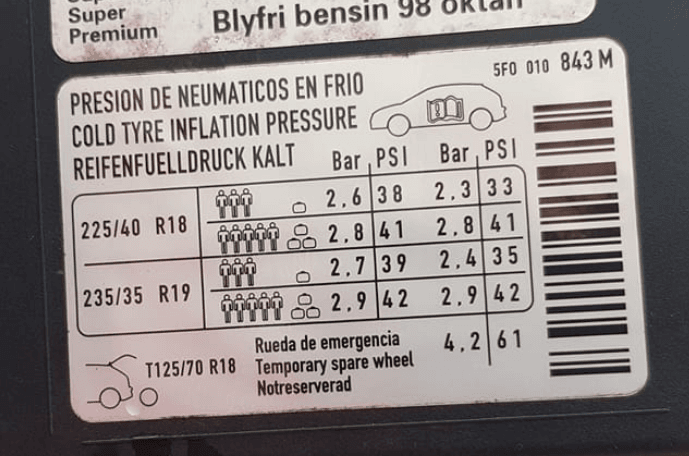 Super
Premium
Blyfri bensin 98 oktan
5F0 010 843 M
PRESION DE NEUMATICOS EN FRIO
COLD TYRE INFLATION PRESSURE
REIFENFUELLDRUCK KALT
Bar PSI Bar PSI
225/40 R18
2,6 38 2,3 33
2,8 41 2,8 41
235/35 R19
2,7 39 2,4 35
2,9 42 2,9 42
T125/70 R18
Rueda de emergencia
Temporary spare wheel
Notreserverad
4,2 61